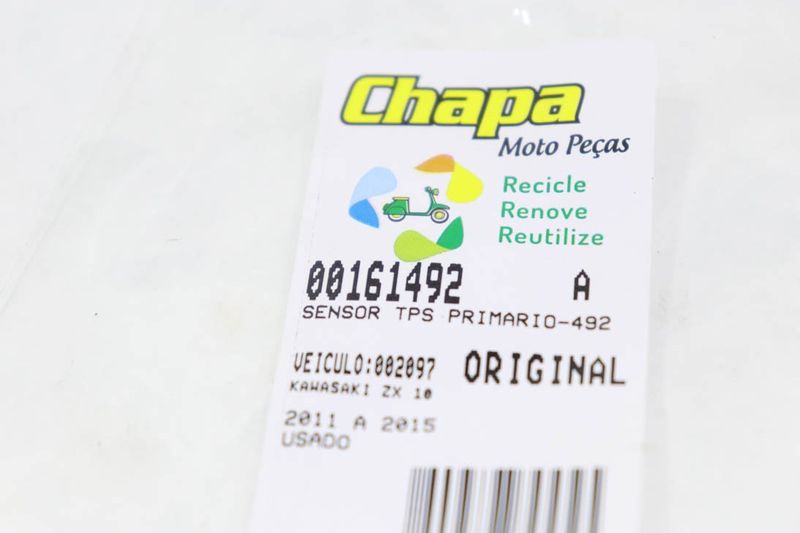 Chapa
Moto Peças
Recicle
Renove
Reutilize
00161492 A
SENSOR TPS PRIMARIO-492
VEICULO:002097 ORIGINAL
KAWASAKI ZX 10
2011 A 2015
USADO